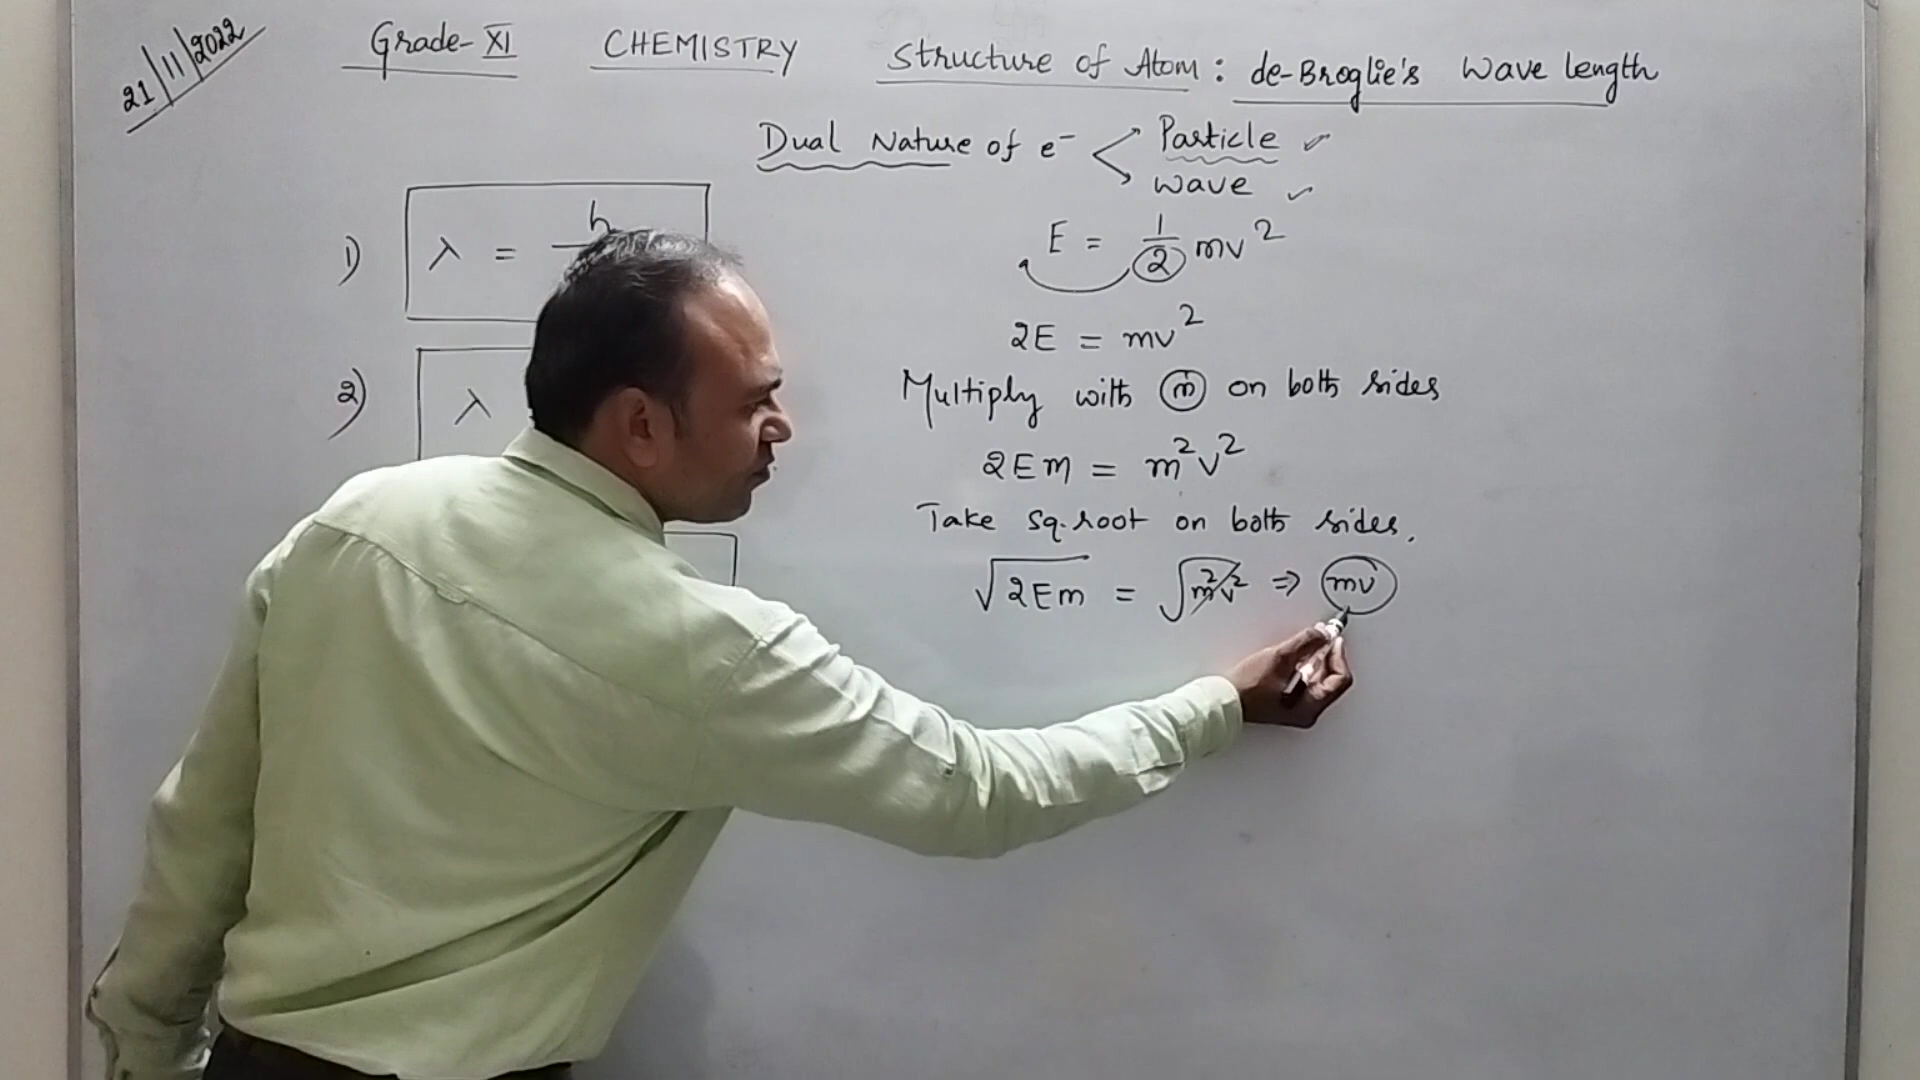 21/11/2022
Grade-XI CHEMISTRY Structure of Atom : de-Broglie's Wave length
Dual Nature of e⁻ < Particle ✓
Wave ✓
1) λ = h
2) λ
E = 1/2 mv²
2E = mv²
Multiply with m on both sides
2Em = m²v²
Take sq.root on both sides.
√2Em = √m²v² ⇒ mv